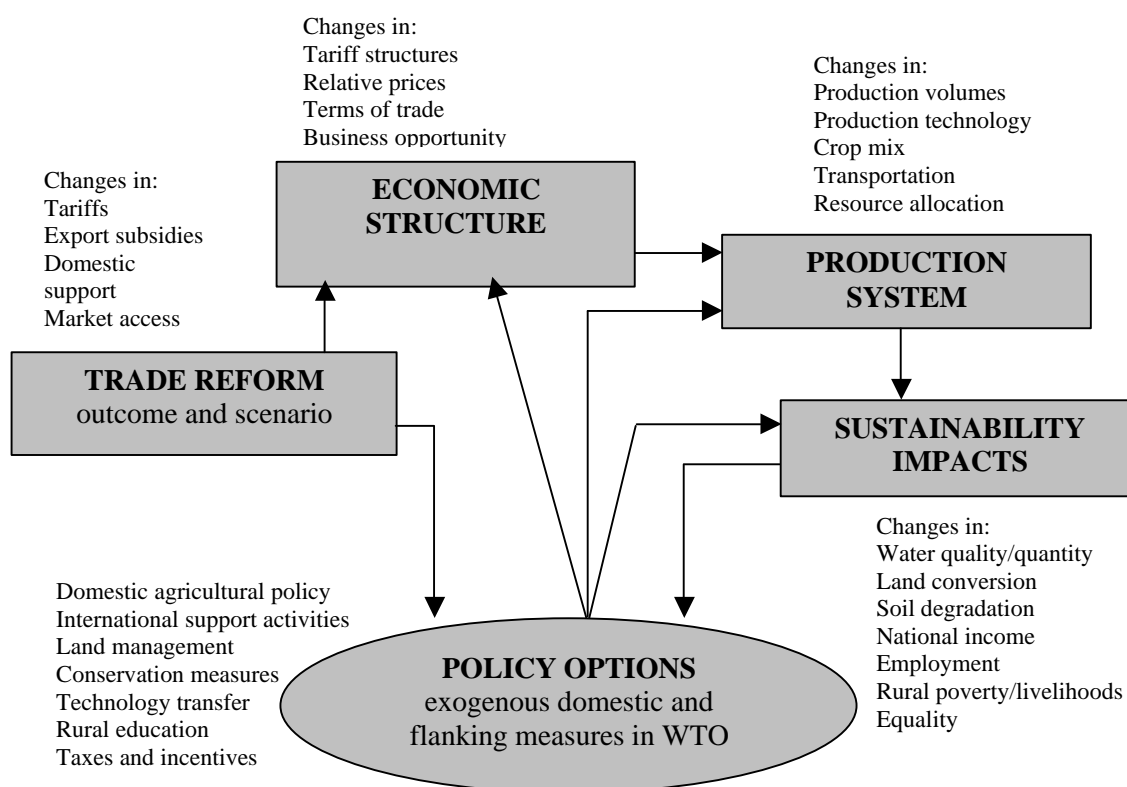 Changes in:
Tariff structures
Relative prices
Terms of trade
Business opportunity
Changes in:
Production volumes
Production technology
Crop mix
Transportation
Resource allocation
Changes in:
Tariffs
Export subsidies
Domestic
support
Market access
ECONOMIC
STRUCTURE
PRODUCTION
SYSTEM
TRADE REFORM
outcome and scenario
SUSTAINABILITY
IMPACTS
Changes in:
Water quality/quantity
Land conversion
Soil degradation
National income
Employment
Rural poverty/livelihoods
Equality
Domestic agricultural policy
International support activities
Land management
Conservation measures
Technology transfer
Rural education
Taxes and incentives
POLICY OPTIONS
exogenous domestic and
flanking measures in WTO